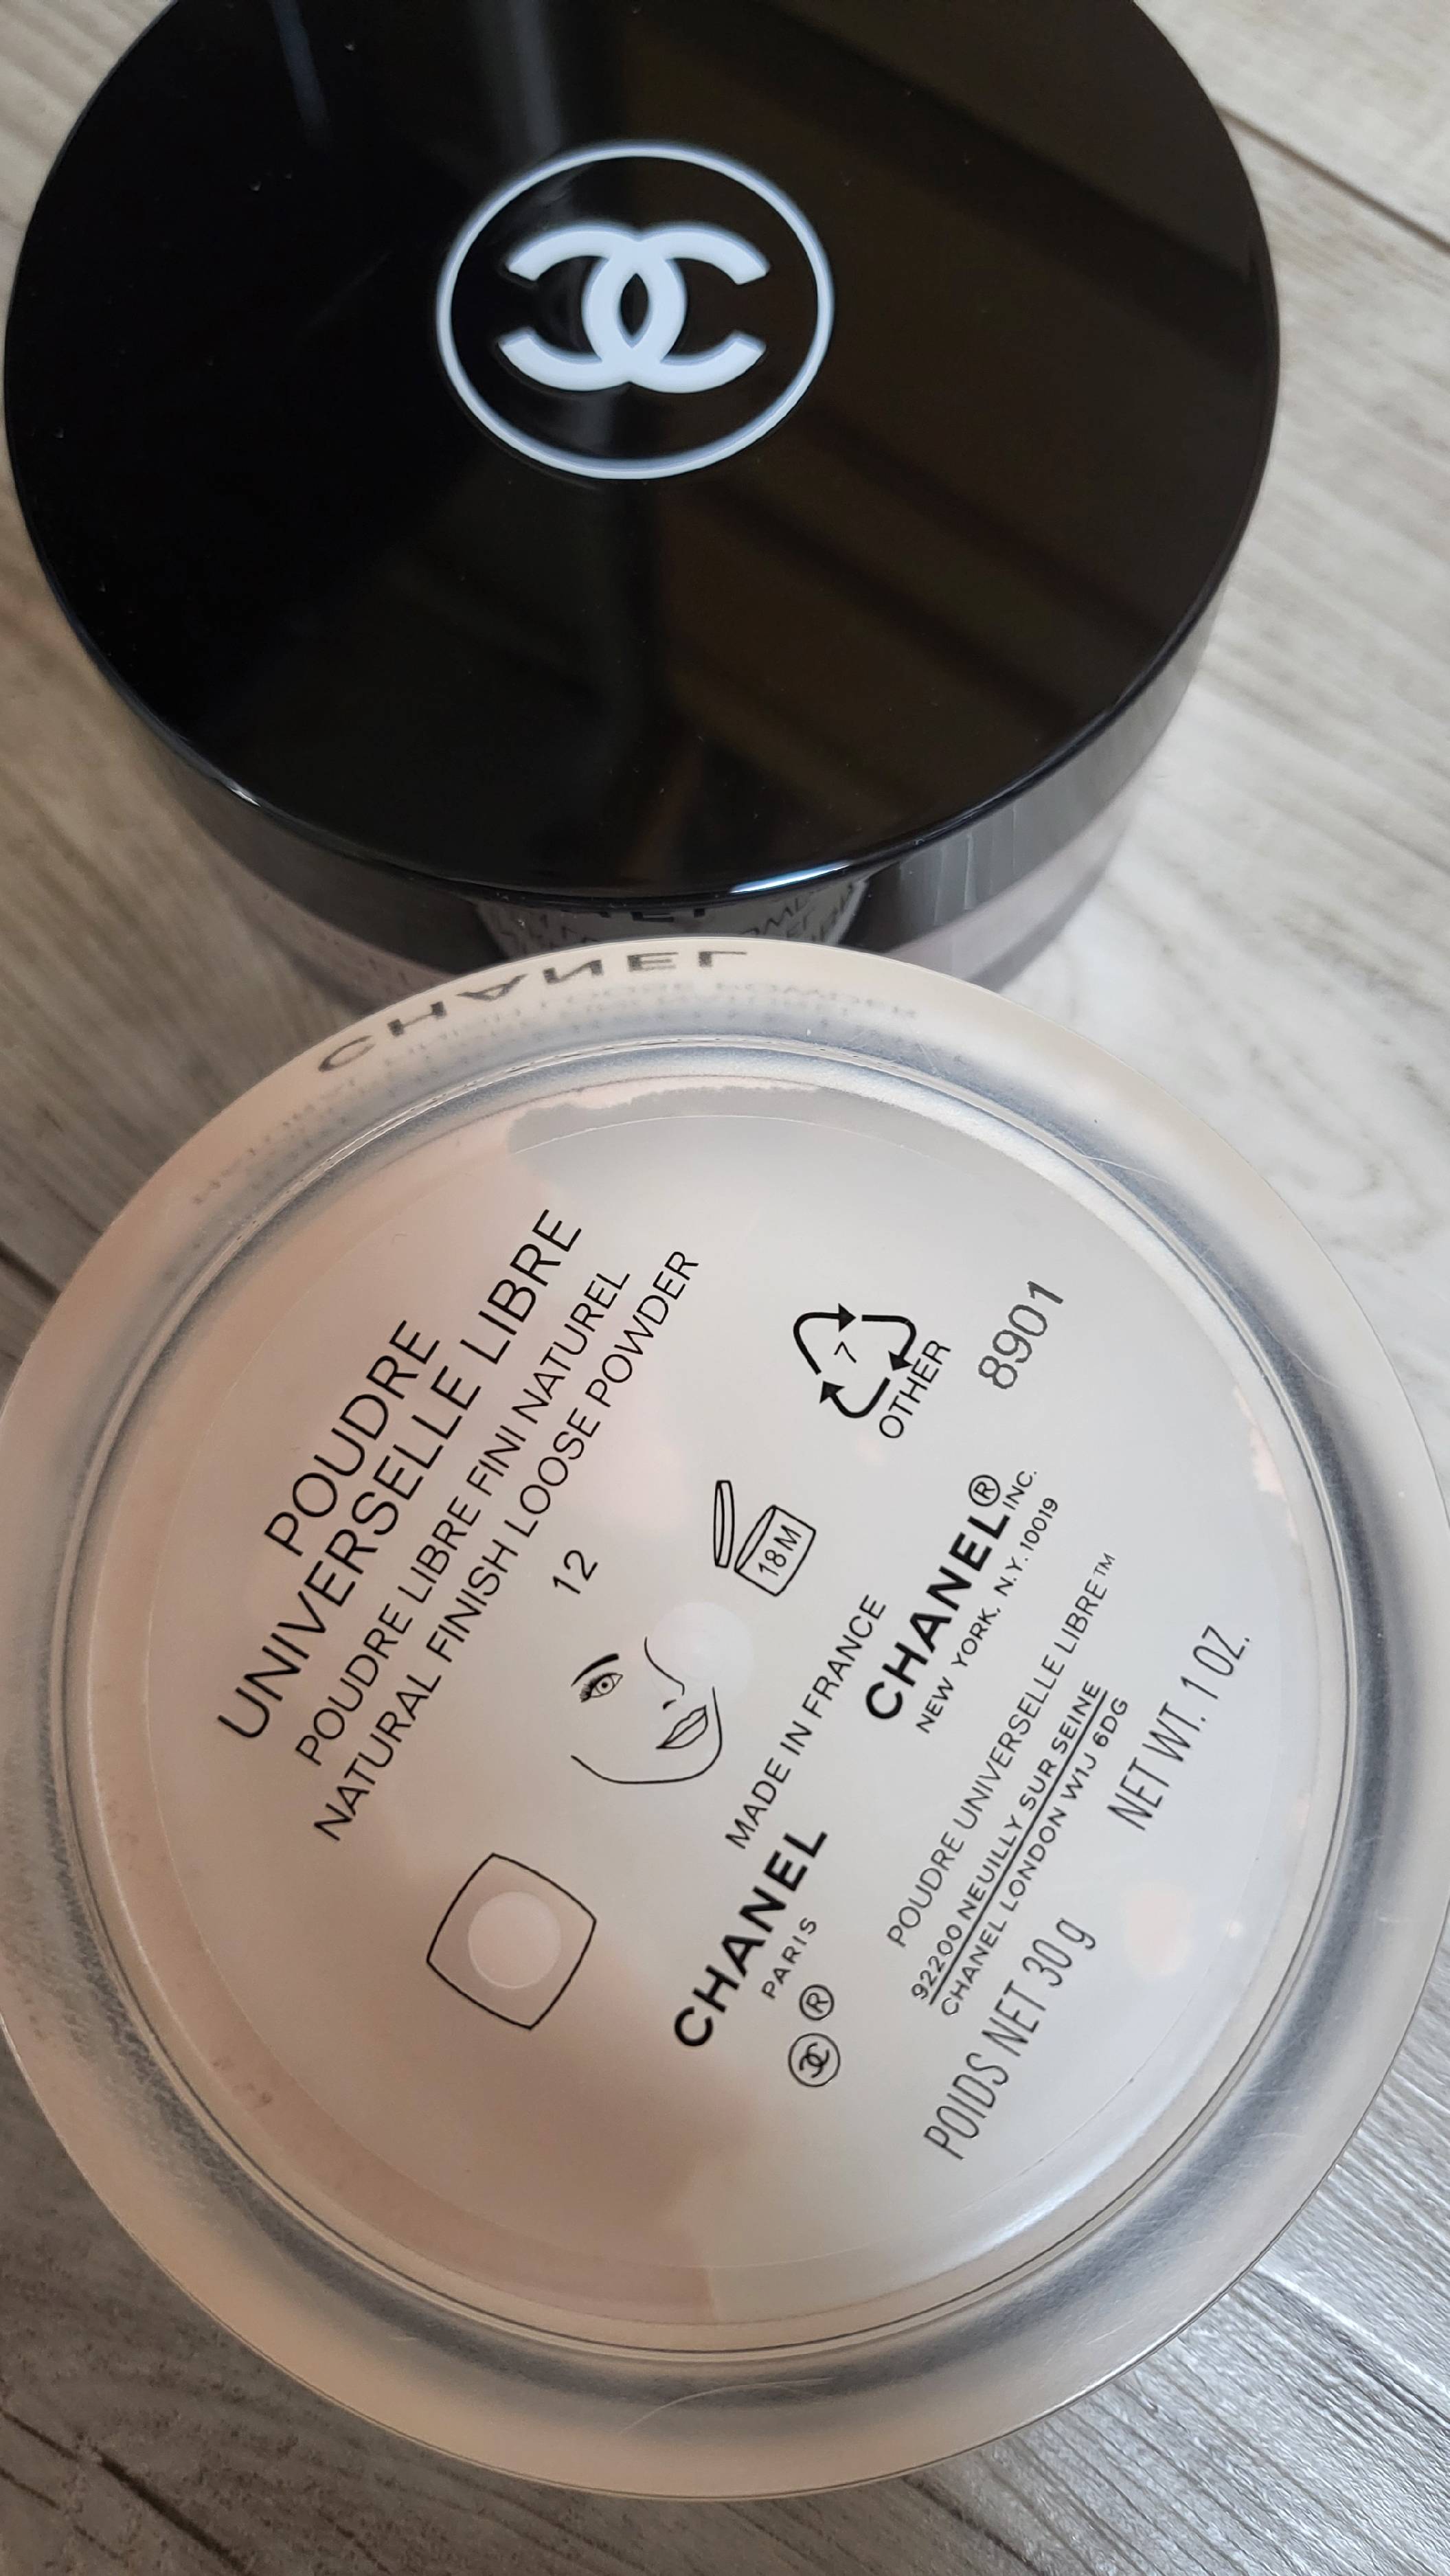 CHANEL
POUDRE
UNIVERSELLE LIBRE
POUDRE LIBRE FINI NATUREL
NATURAL FINISH LOOSE POWDER
12
18M
7
OTHER
8901
MADE IN FRANCE
CHANEL
PARIS
®
CHANEL®
INC.
NEW YORK, N.Y. 10019
POUDRE UNIVERSELLE LIBRE™
92200 NEUILLY SUR SEINE
CHANEL LONDON W1J 6DG
POIDS NET 30 g NET WT. 1 OZ.